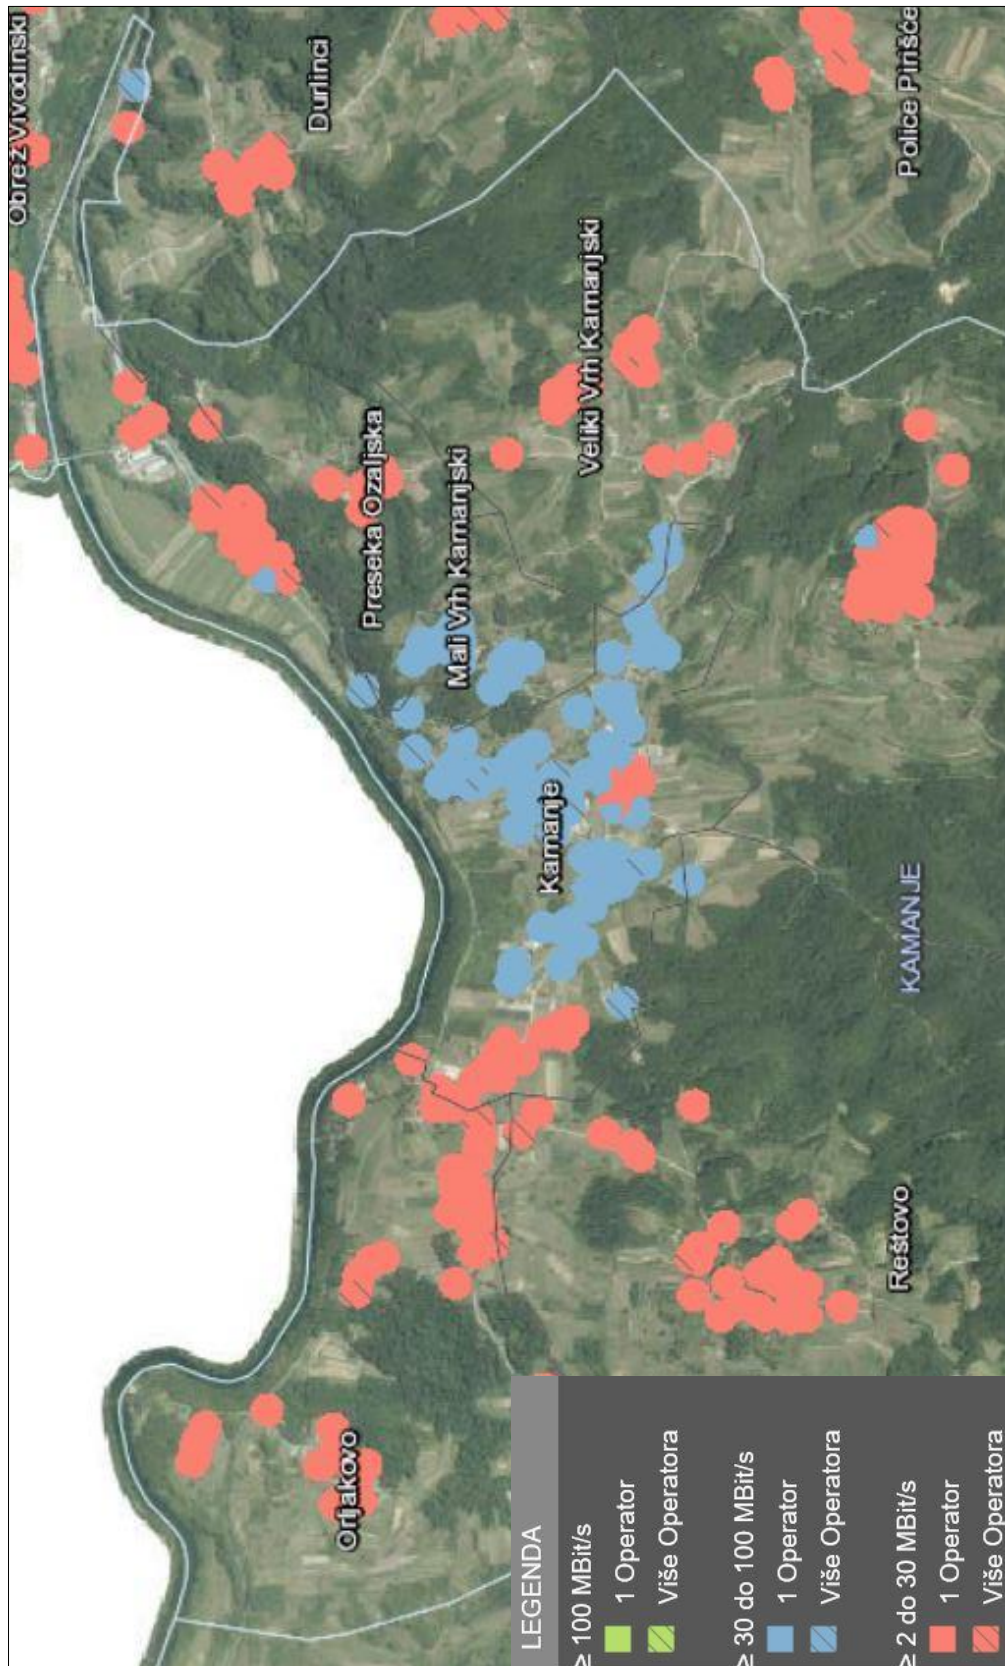 Obrež Vivodinski
Durlinci
Orljakovo
Preseka Ozaljska
Mali Vrh Kamanjski
Kamanje
Veliki Vrh Kamanjski
Reštovo
KAMANJE
Police Pirišće
LEGENDA
≥ 100 MBit/s
1 Operator
Više Operatora
≥ 30 do 100 MBit/s
1 Operator
Više Operatora
≥ 2 do 30 MBit/s
1 Operator
Više Operatora